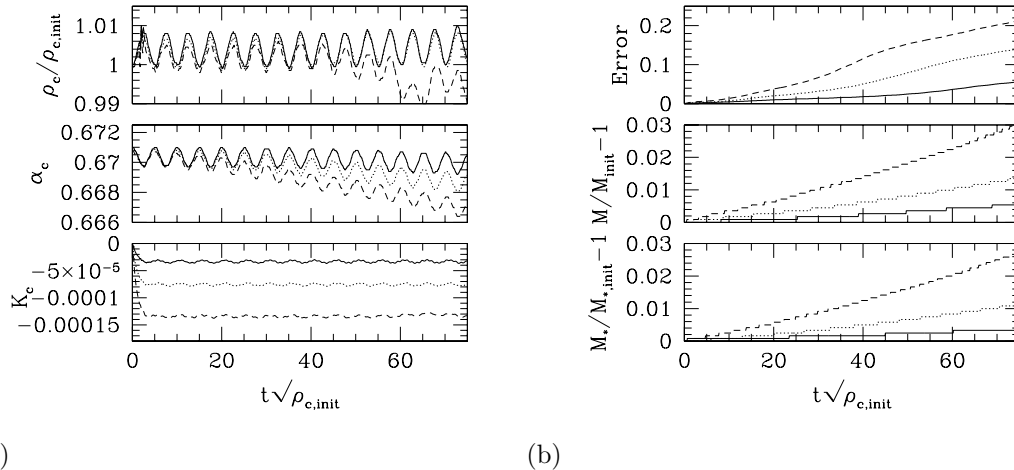 ρc/ρc,init
1.01
1
0.99
αc
0.672
0.67
0.668
0.666
Kc
0
−5×10⁻⁵
−0.0001
−0.00015
0 20 40 60
t√ρc,init
)
Error
0.2
0.1
0
M/Minit−1
0.03
0.02
0.01
0
M*/M*,init−1
0.03
0.02
0.01
0
0 20 40 60
t√ρc,init
(b)